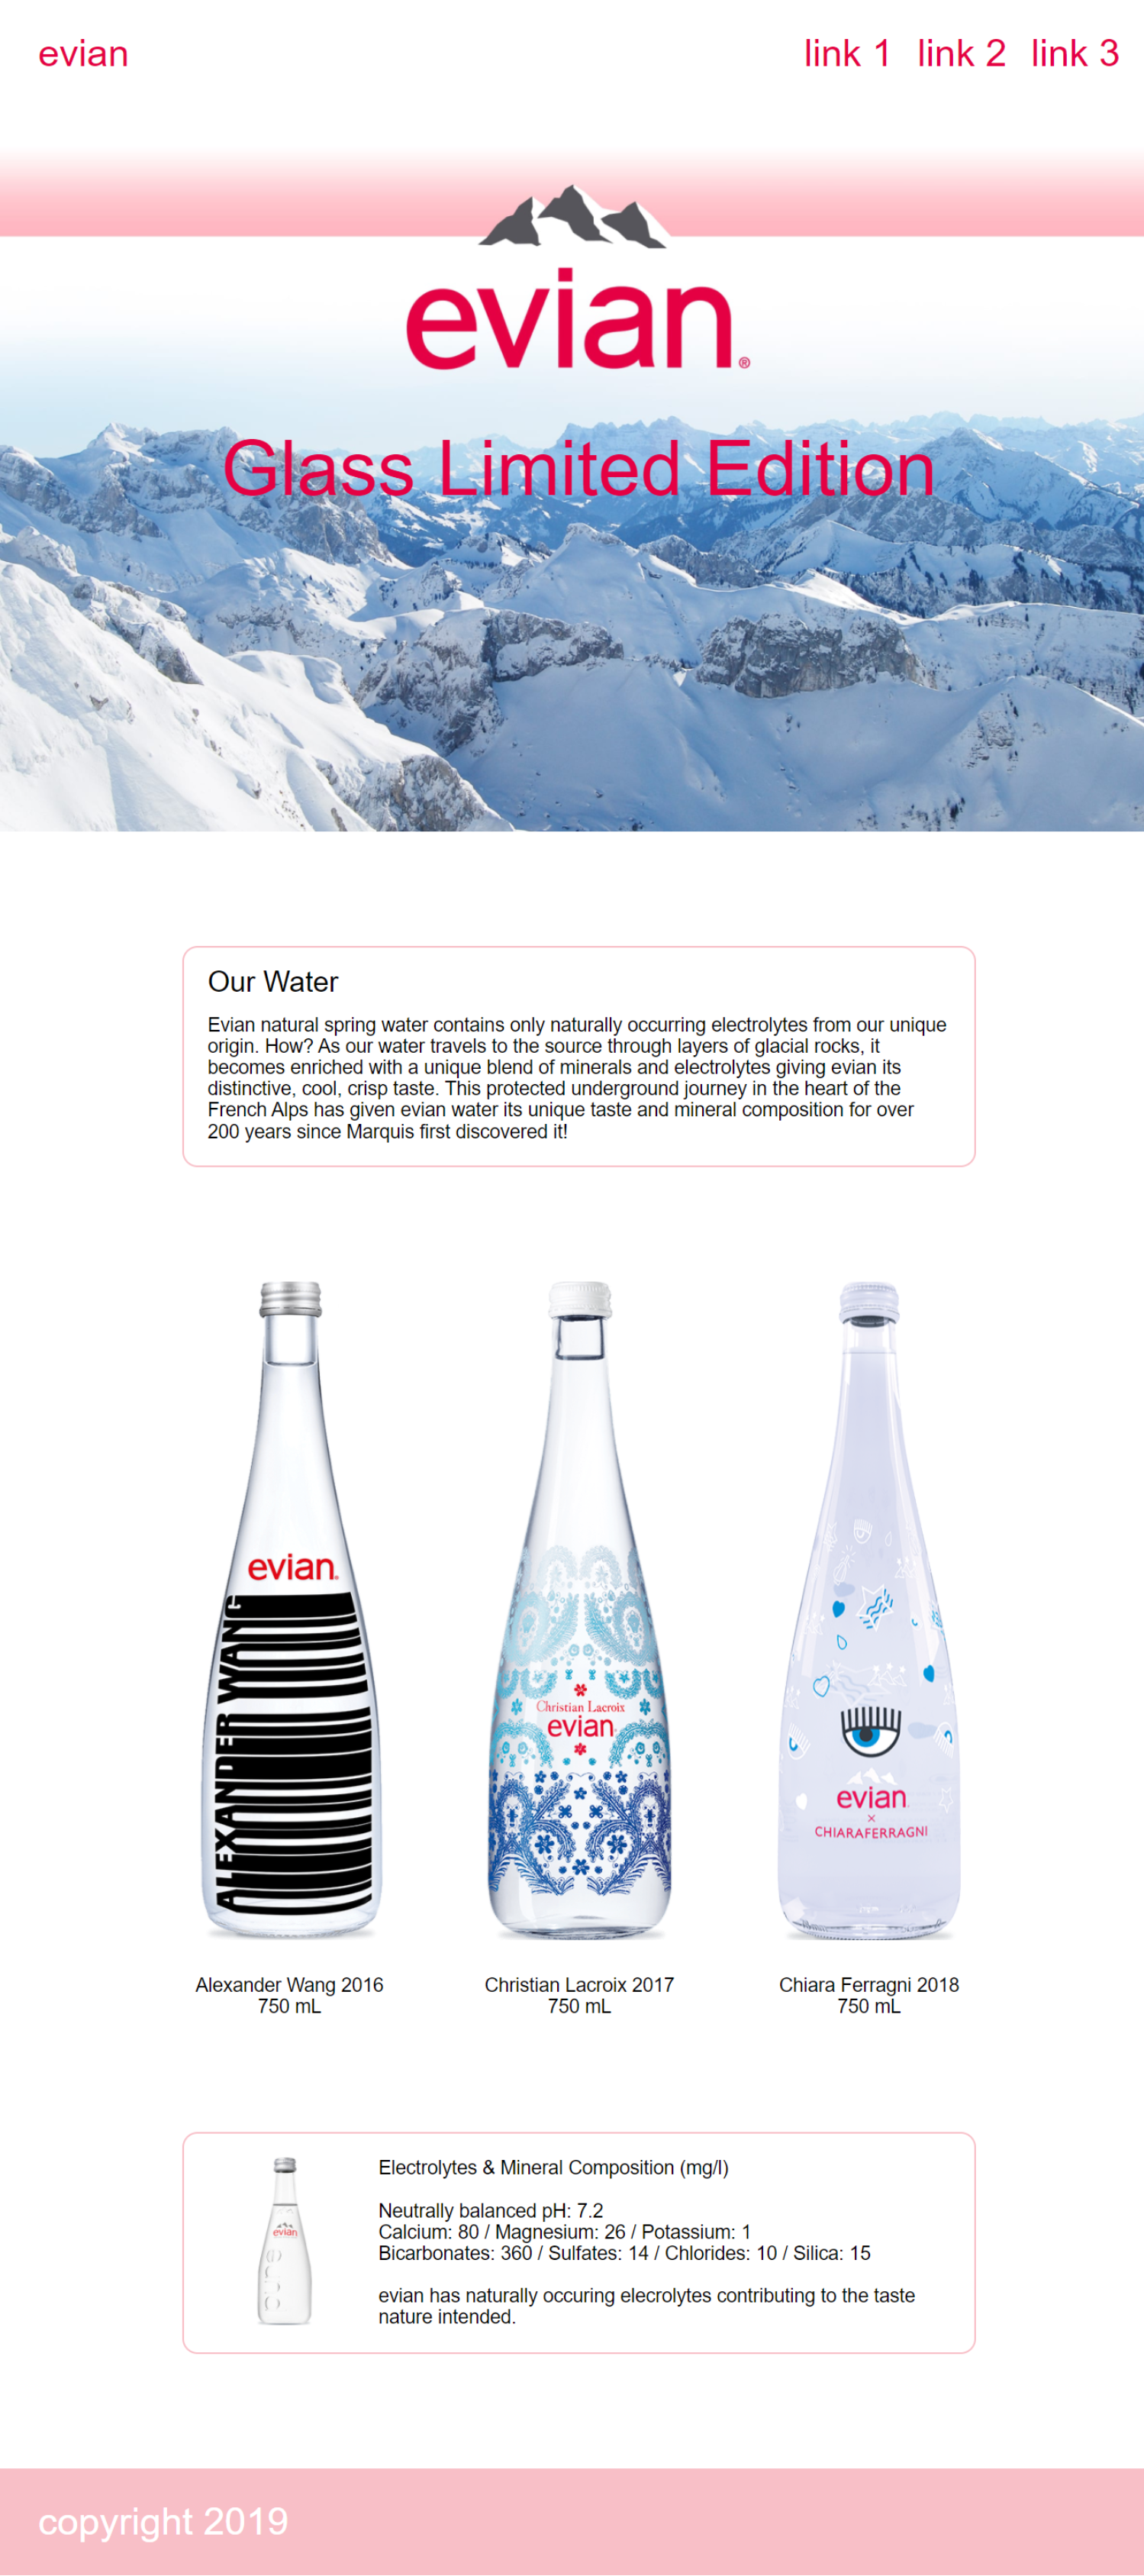 evian
link 1 link 2 link 3
evian®
Glass Limited Edition
Our Water
Evian natural spring water contains only naturally occurring electrolytes from our unique
origin. How? As our water travels to the source through layers of glacial rocks, it
becomes enriched with a unique blend of minerals and electrolytes giving evian its
distinctive, cool, crisp taste. This protected underground journey in the heart of the
French Alps has given evian water its unique taste and mineral composition for over
200 years since Marquis first discovered it!
evian
ALEXANDER WANG
Christian Lacroix
evian
evian
×
CHIARAFERRAGNI
Alexander Wang 2016
750 mL
Christian Lacroix 2017
750 mL
Chiara Ferragni 2018
750 mL
evian
Electrolytes & Mineral Composition (mg/l)
Neutrally balanced pH: 7.2
Calcium: 80 / Magnesium: 26 / Potassium: 1
Bicarbonates: 360 / Sulfates: 14 / Chlorides: 10 / Silica: 15
evian has naturally occuring elecrolytes contributing to the taste
nature intended.
copyright 2019